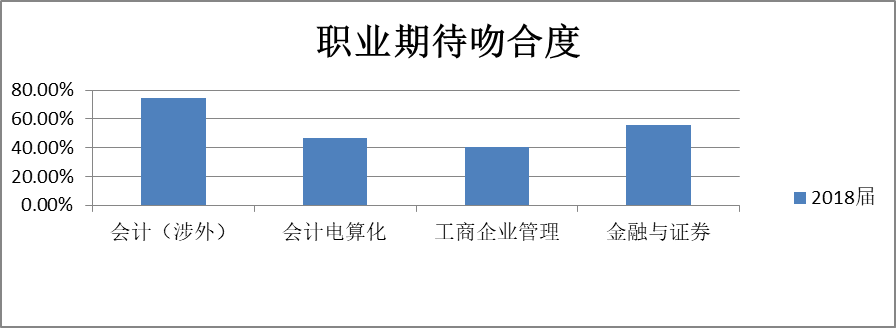 职业期待吻合度
80.00%
60.00%
40.00%
20.00%
0.00%
会计（涉外） 会计电算化 工商企业管理 金融与证券
2018届